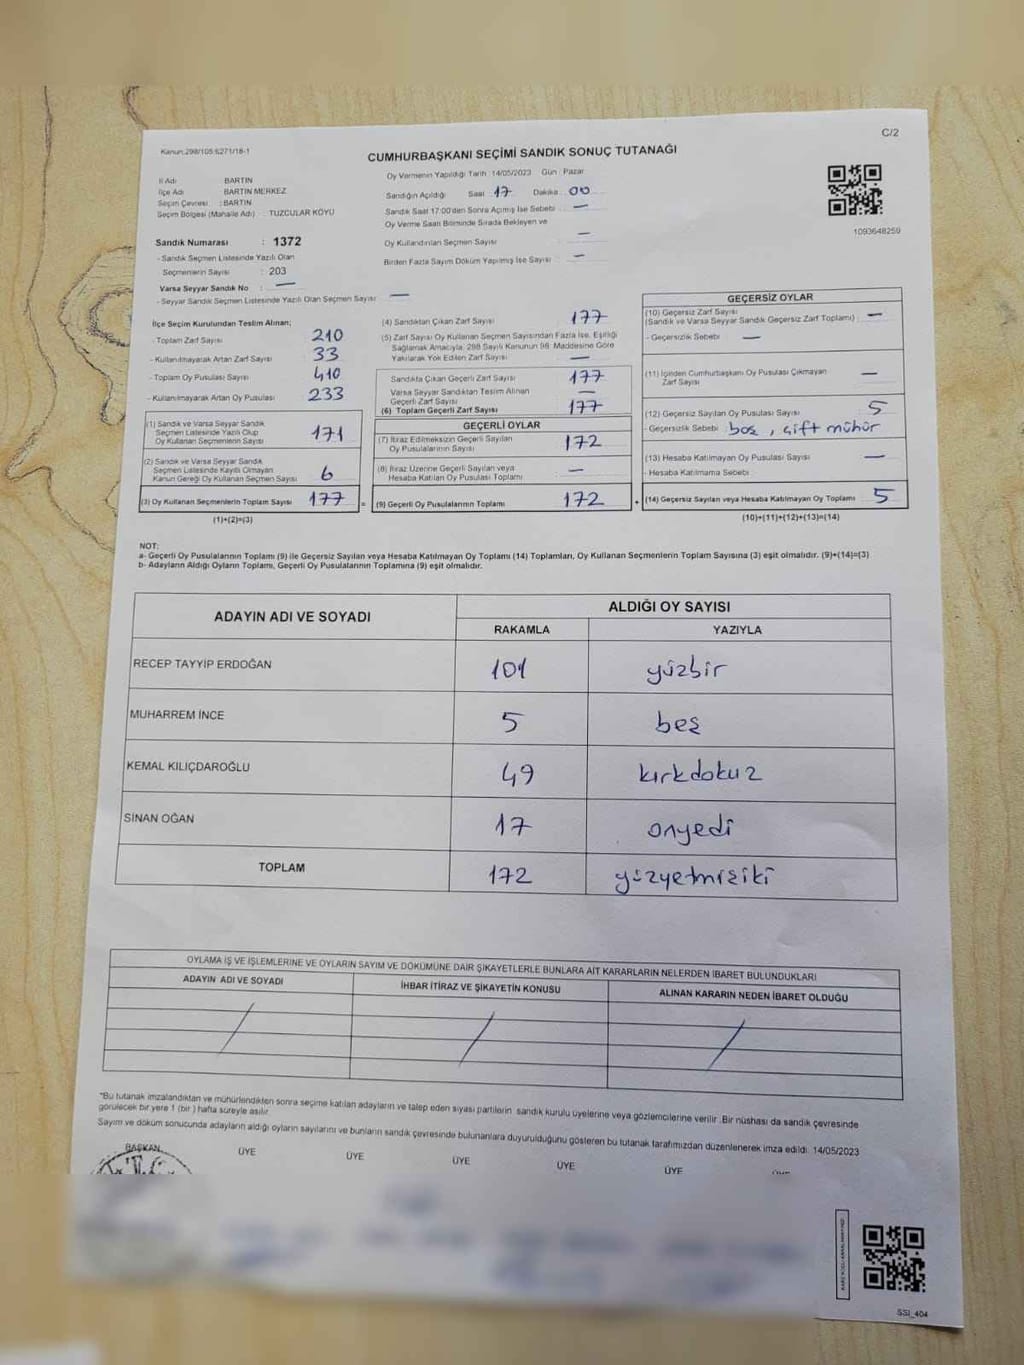 C/2
Kanun:298/105 6271/18-1
CUMHURBAŞKANI SEÇİMİ SANDIK SONUÇ TUTANAĞI
İl Adı BARTIN
İlçe Adı BARTIN MERKEZ
Seçim Çevresi : BARTIN
Seçim Bölgesi (Mahalle Adı) TUZCULAR KÖYÜ
Oy Vermenin Yapıldığı Tarih : 14/05/2023 Gün : Pazar
Sandığın Açıldığı Saat 17 Dakika 00
Sandık Saat 17:00'den Sonra Açılmış İse Sebebi —
Oy Verme Saati Bitiminde Sırada Bekleyen ve
Oy Kullandırılan Seçmen Sayısı —
Birden Fazla Sayım Döküm Yapılmış İse Sayısı —
1093648259
Sandık Numarası : 1372
- Sandık Seçmen Listesinde Yazılı Olan
Seçmenlerin Sayısı : 203
Varsa Seyyar Sandık No : —
- Seyyar Sandık Seçmen Listesinde Yazılı Olan Seçmen Sayısı : —
İlçe Seçim Kurulundan Teslim Alınan;
- Toplam Zarf Sayısı 210
- Kullanılmayarak Artan Zarf Sayısı 33
- Toplam Oy Pusulası Sayısı 410
- Kullanılmayarak Artan Oy Pusulası 233
(1) Sandık ve Varsa Seyyar Sandık
Seçmen Listesinde Yazılı Olup
Oy Kullanan Seçmenlerin Sayısı 171
(2) Sandık ve Varsa Seyyar Sandık
Seçmen Listesinde Kayıtlı Olmayan
Kanun Gereği Oy Kullanan Seçmen Sayısı 6
(3) Oy Kullanan Seçmenlerin Toplam Sayısı 177 =
(1)+(2)=(3)
(4) Sandıktan Çıkan Zarf Sayısı 177
(5) Zarf Sayısı Oy Kullanan Seçmen Sayısından Fazla İse, Eşitliği
Sağlamak Amacıyla, 298 Sayılı Kanunun 98. Maddesine Göre
Yakılarak Yok Edilen Zarf Sayısı —
Sandıkta Çıkan Geçerli Zarf Sayısı 177
Varsa Seyyar Sandıktan Teslim Alınan
Geçerli Zarf Sayısı —
(6) Toplam Geçerli Zarf Sayısı 177
GEÇERLİ OYLAR
(7) İtiraz Edilmeksizin Geçerli Sayılan
Oy Pusulalarının Sayısı 172
(8) İtiraz Üzerine Geçerli Sayılan veya
Hesaba Katılan Oy Pusulası Toplamı —
(9) Geçerli Oy Pusulalarının Toplamı 172 +
GEÇERSİZ OYLAR
(10) Geçersiz Zarf Sayısı
(Sandık ve Varsa Seyyar Sandık Geçersiz Zarf Toplamı) : —
- Geçersizlik Sebebi : —
(11) İçinden Cumhurbaşkanı Oy Pusulası Çıkmayan
Zarf Sayısı —
(12) Geçersiz Sayılan Oy Pusulası Sayısı 5
- Geçersizlik Sebebi : boş , çift mühür
(13) Hesaba Katılmayan Oy Pusulası Sayısı —
- Hesaba Katılmama Sebebi
(14) Geçersiz Sayılan veya Hesaba Katılmayan Oy Toplamı 5
(10)+(11)+(12)+(13)=(14)
NOT:
a- Geçerli Oy Pusulalarının Toplamı (9) ile Geçersiz Sayılan veya Hesaba Katılmayan Oy Toplamı (14) Toplamları, Oy Kullanan Seçmenlerin Toplam Sayısına (3) eşit olmalıdır. (9)+(14)=(3)
b- Adayların Aldığı Oyların Toplamı, Geçerli Oy Pusulalarının Toplamına (9) eşit olmalıdır.
ADAYIN ADI VE SOYADI ALDIĞI OY SAYISI
RAKAMLA YAZIYLA
RECEP TAYYİP ERDOĞAN 101 yüzbir
MUHARREM İNCE 5 beş
KEMAL KILIÇDAROĞLU 49 kırkdokuz
SİNAN OĞAN 17 onyedi
TOPLAM 172 yüzyetmişiki
OYLAMA İŞ VE İŞLEMLERİNE VE OYLARIN SAYIM VE DÖKÜMÜNE DAİR ŞİKAYETLERLE BUNLARA AİT KARARLARIN NELERDEN İBARET BULUNDUKLARI
ADAYIN ADI VE SOYADI İHBAR İTİRAZ VE ŞİKAYETİN KONUSU ALINAN KARARIN NEDEN İBARET OLDUĞU
/ / /
*Bu tutanak imzalandıktan ve mühürlendikten sonra seçime katılan adayların ve talep eden siyasi partilerin sandık kurulu üyelerine veya gözlemcilerine verilir. Bir nüshası da sandık çevresinde
görülecek bir yere 1 (bir) hafta süreyle asılır.
Sayım ve döküm sonucunda adayların aldığı oyların sayılarını ve bunların sandık çevresinde bulunanlara duyurulduğunu gösteren bu tutanak tarafımızdan düzenlenerek imza edildi. 14/05/2023
BAŞKAN ÜYE ÜYE ÜYE ÜYE ÜYE
T.C.
SSİ_404